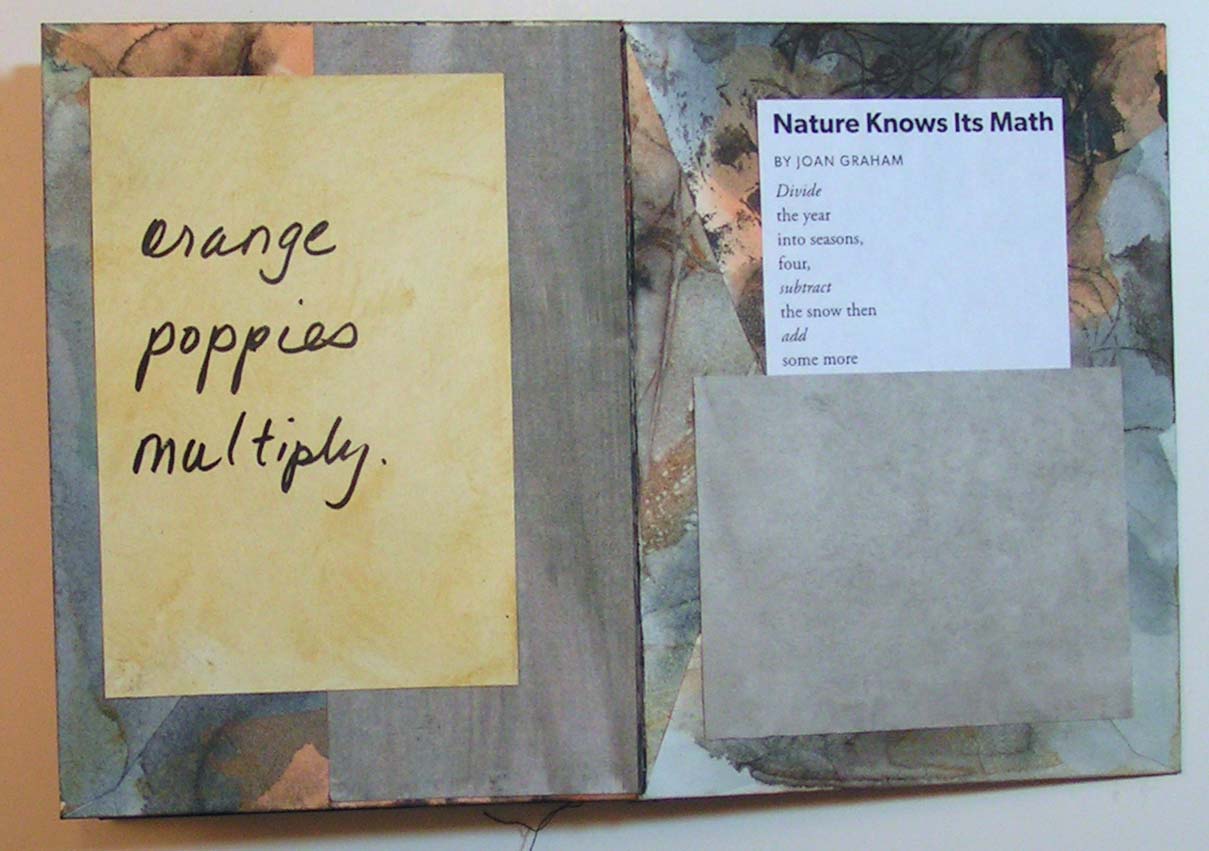 orange
poppies
multiply.
Nature Knows Its Math
BY JOAN GRAHAM
Divide
the year
into seasons,
four,
subtract
the snow then
add
some more